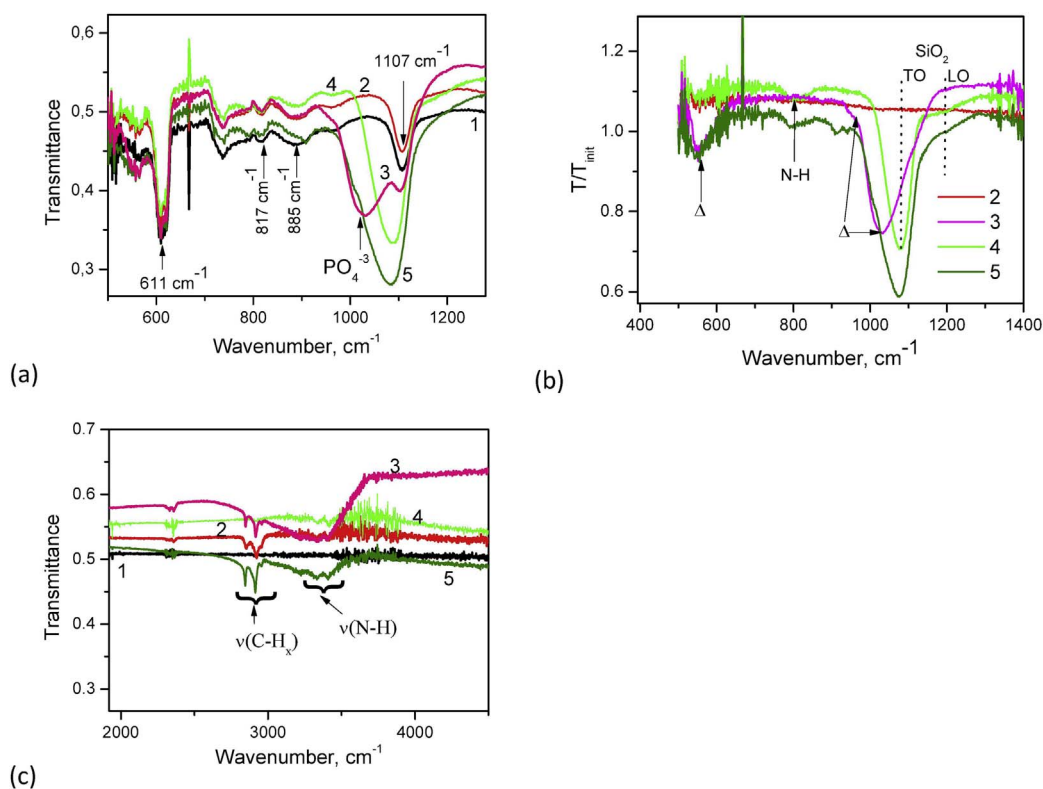 0,6
0,5
0,4
0,3
Transmittance
600
800
1000
1200
Wavenumber, cm-1
1107 cm-1
4
2
1
3
5
817 cm-1
885 cm-1
PO4-3
611 cm-1
(a)
1.2
1.0
0.8
0.6
T/Tinit
400
600
800
1000
1200
1400
Wavenumber, cm-1
SiO2
TO
LO
N-H
Δ
Δ
2
3
4
5
(b)
0.7
0.6
0.5
0.4
0.3
Transmittance
2000
3000
4000
Wavenumber, cm-1
3
4
2
1
5
ν(C-Hx)
ν(N-H)
(c)